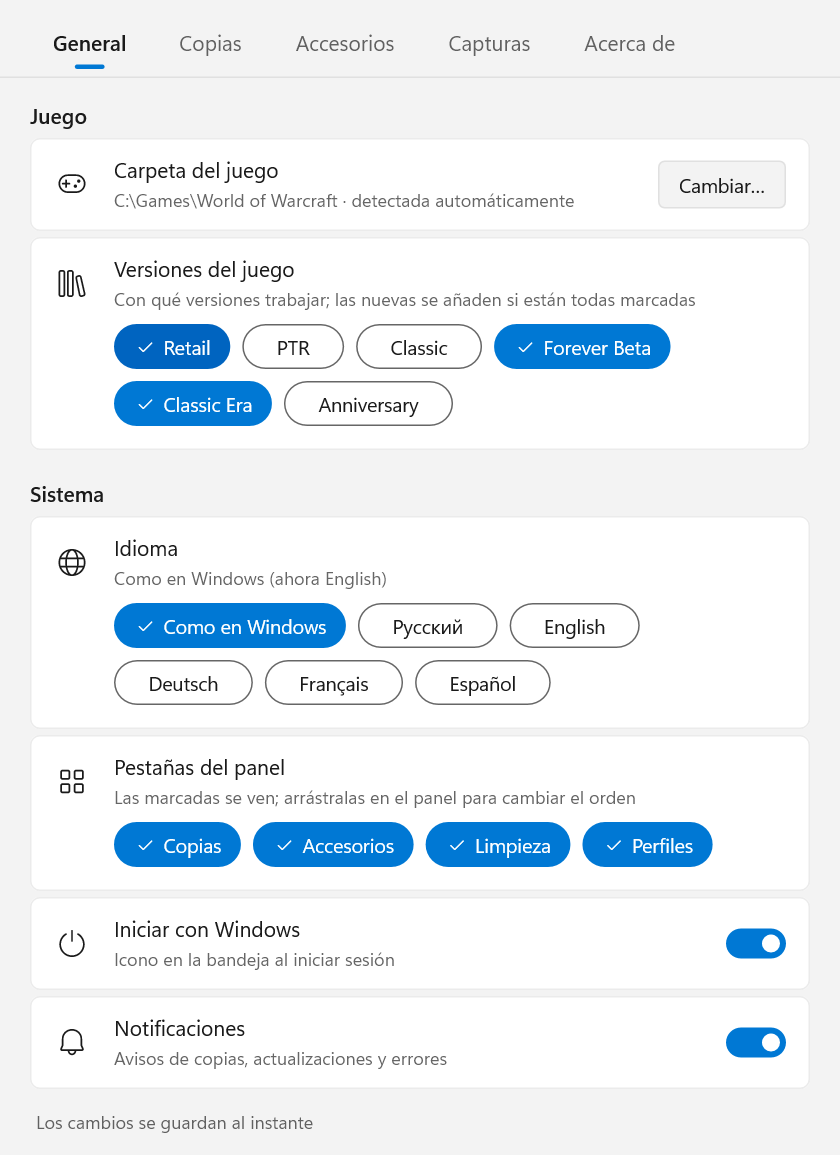 General
Copias
Accesorios
Capturas
Acerca de
Juego
Carpeta del juego
C:\Games\World of Warcraft · detectada automáticamente
Cambiar...
Versiones del juego
Con qué versiones trabajar; las nuevas se añaden si están todas marcadas
Retail
PTR
Classic
Forever Beta
Classic Era
Anniversary
Sistema
Idioma
Como en Windows (ahora English)
Como en Windows
Русский
English
Deutsch
Français
Español
Pestañas del panel
Las marcadas se ven; arrástralas en el panel para cambiar el orden
Copias
Accesorios
Limpieza
Perfiles
Iniciar con Windows
Icono en la bandeja al iniciar sesión
Notificaciones
Avisos de copias, actualizaciones y errores
Los cambios se guardan al instante